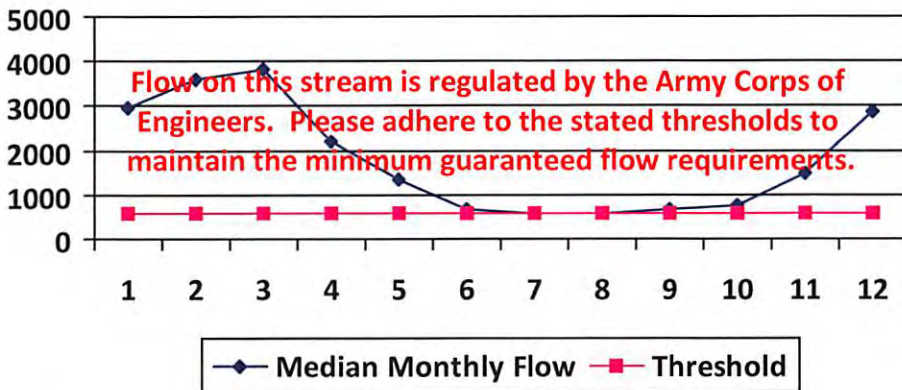 5000
4000
3000
2000
1000
0
Flow on this stream is regulated by the Army Corps of
Engineers. Please adhere to the stated thresholds to
maintain the minimum guaranteed flow requirements.
1 2 3 4 5 6 7 8 9 10 11 12
Median Monthly Flow Threshold